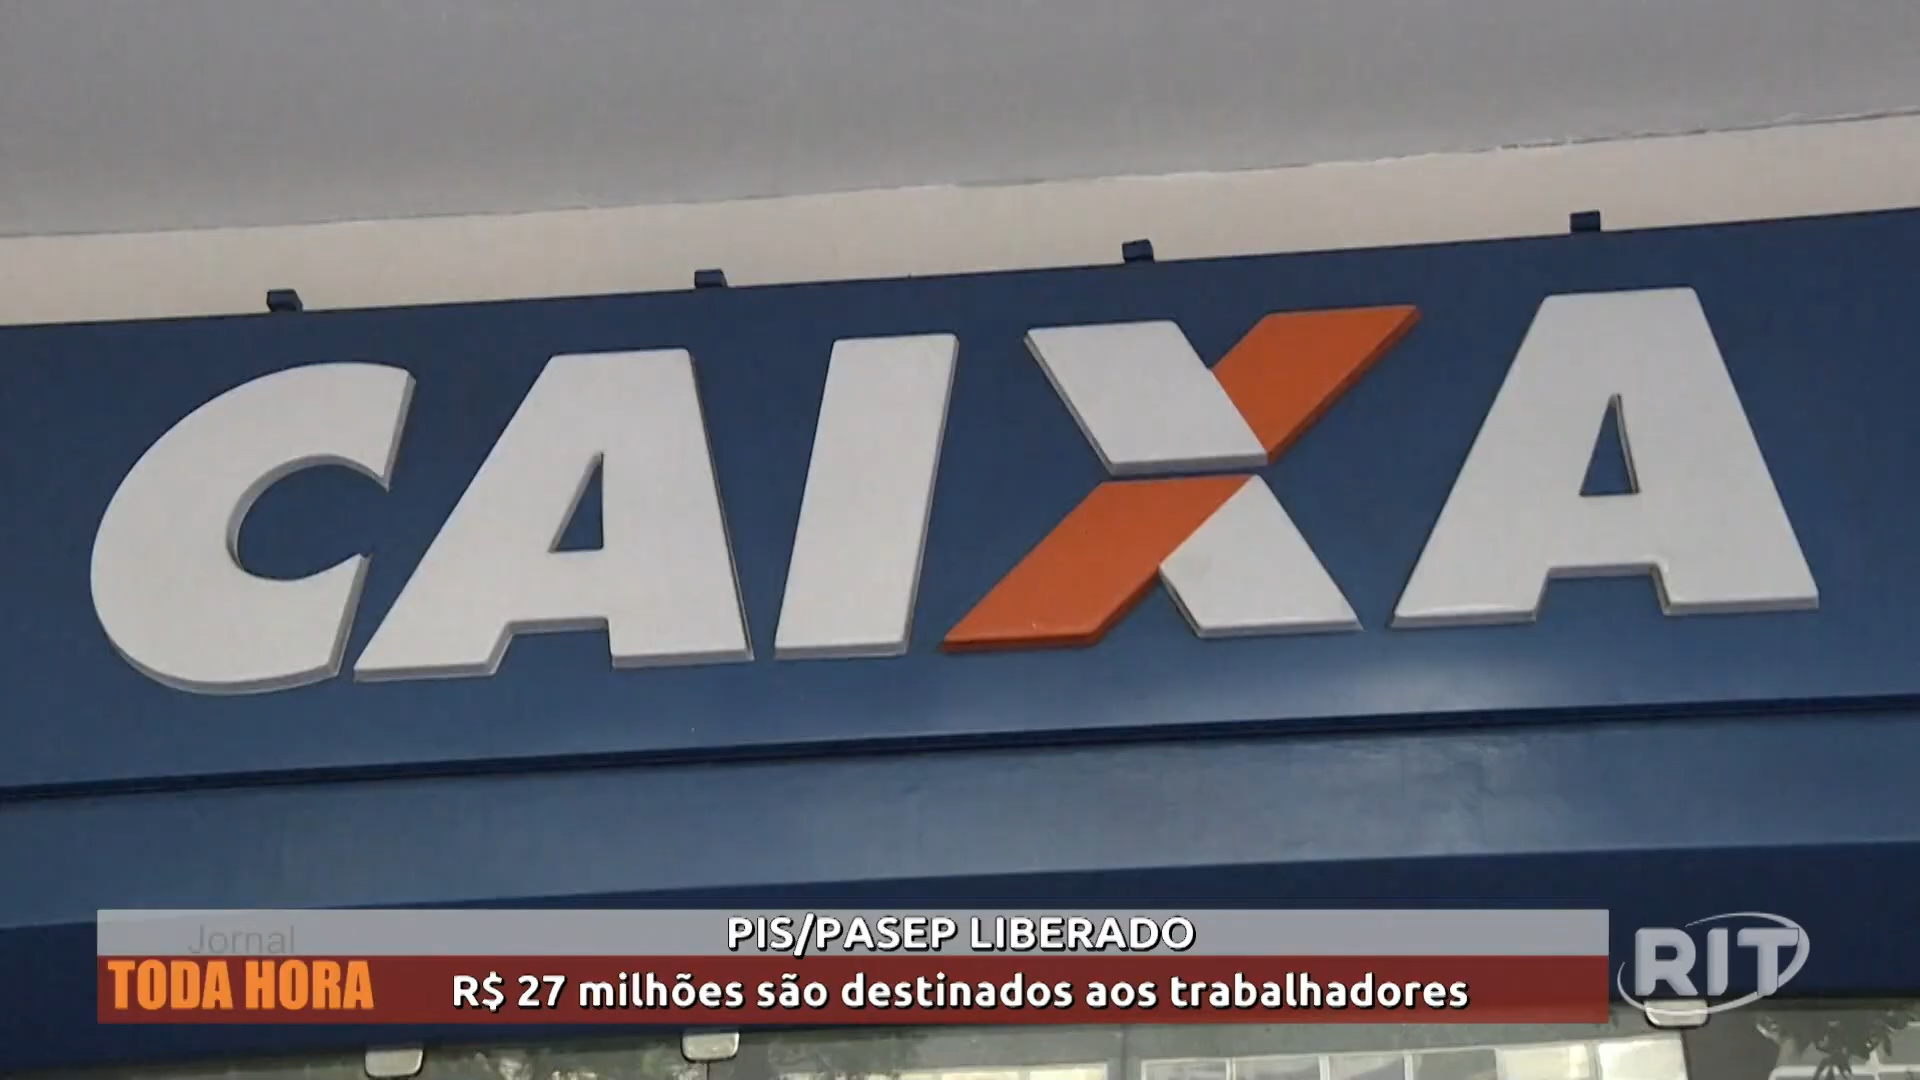 CAIXA
PIS/PASEP LIBERADO
Jornal
TODA HORA
R$ 27 milhões são destinados aos trabalhadores
RIT